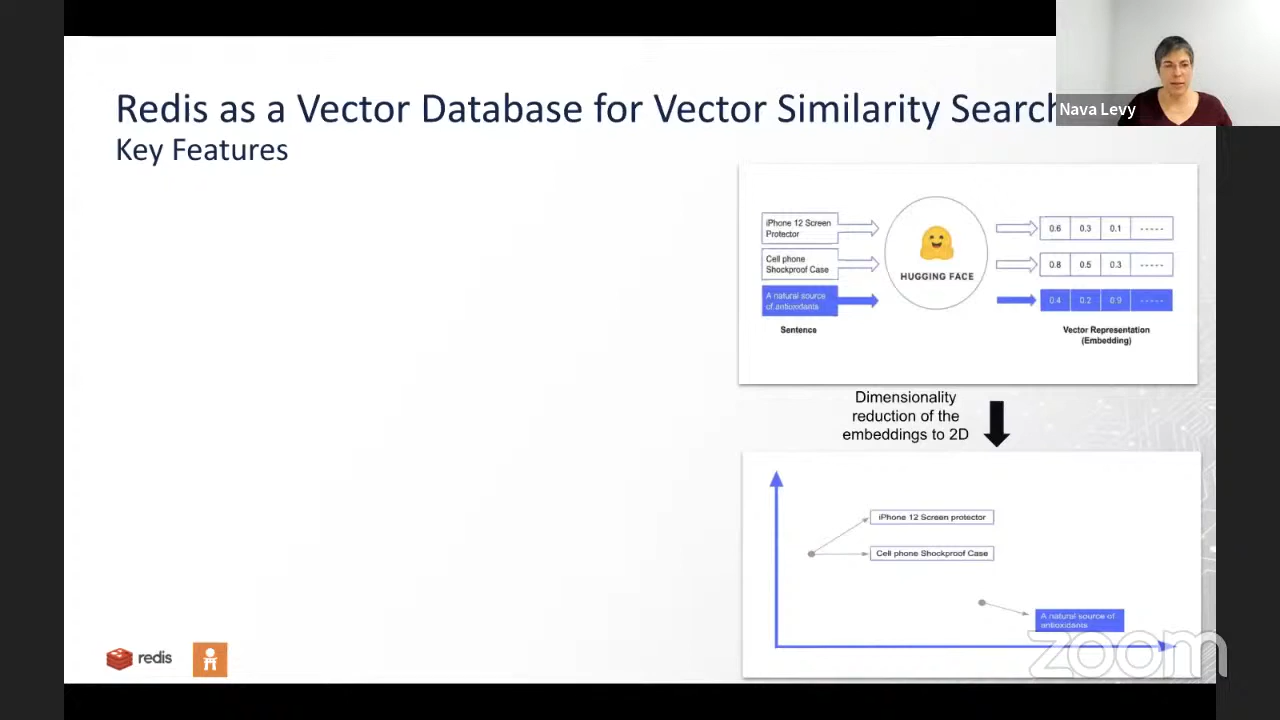 Redis as a Vector Database for Vector Similarity Search
Key Features
Nava Levy
iPhone 12 Screen
Protector
Cell phone
Shockproof Case
A natural source
of antioxidants
Sentence
HUGGING FACE
0.6 0.3 0.1 -----
0.8 0.5 0.3 -----
0.4 0.2 0.9 -----
Vector Representation
(Embedding)
Dimensionality
reduction of the
embeddings to 2D
iPhone 12 Screen protector
Cell phone Shockproof Case
A natural source of
antioxidants
redis
zoom